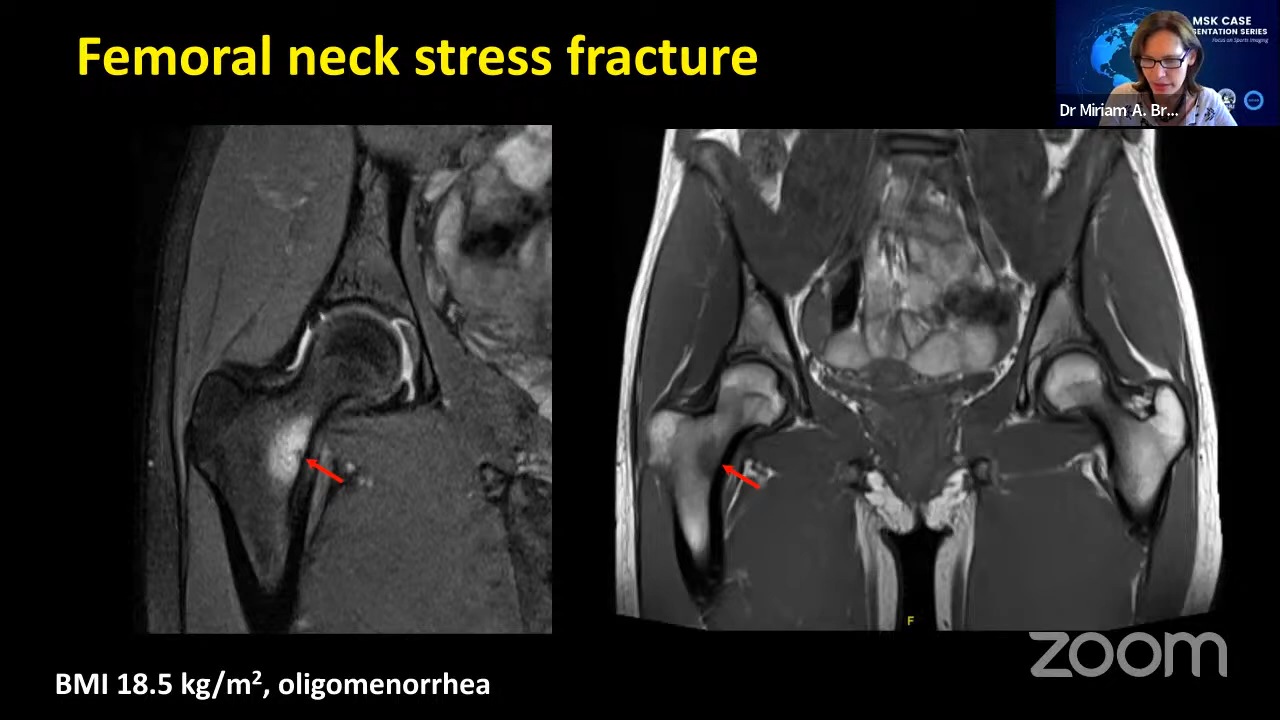 Femoral neck stress fracture
MSK CASE
SENTATION SERIES
Focus on Sports Imaging
Dr Miriam A. Br...
F
zoom
BMI 18.5 kg/m², oligomenorrhea